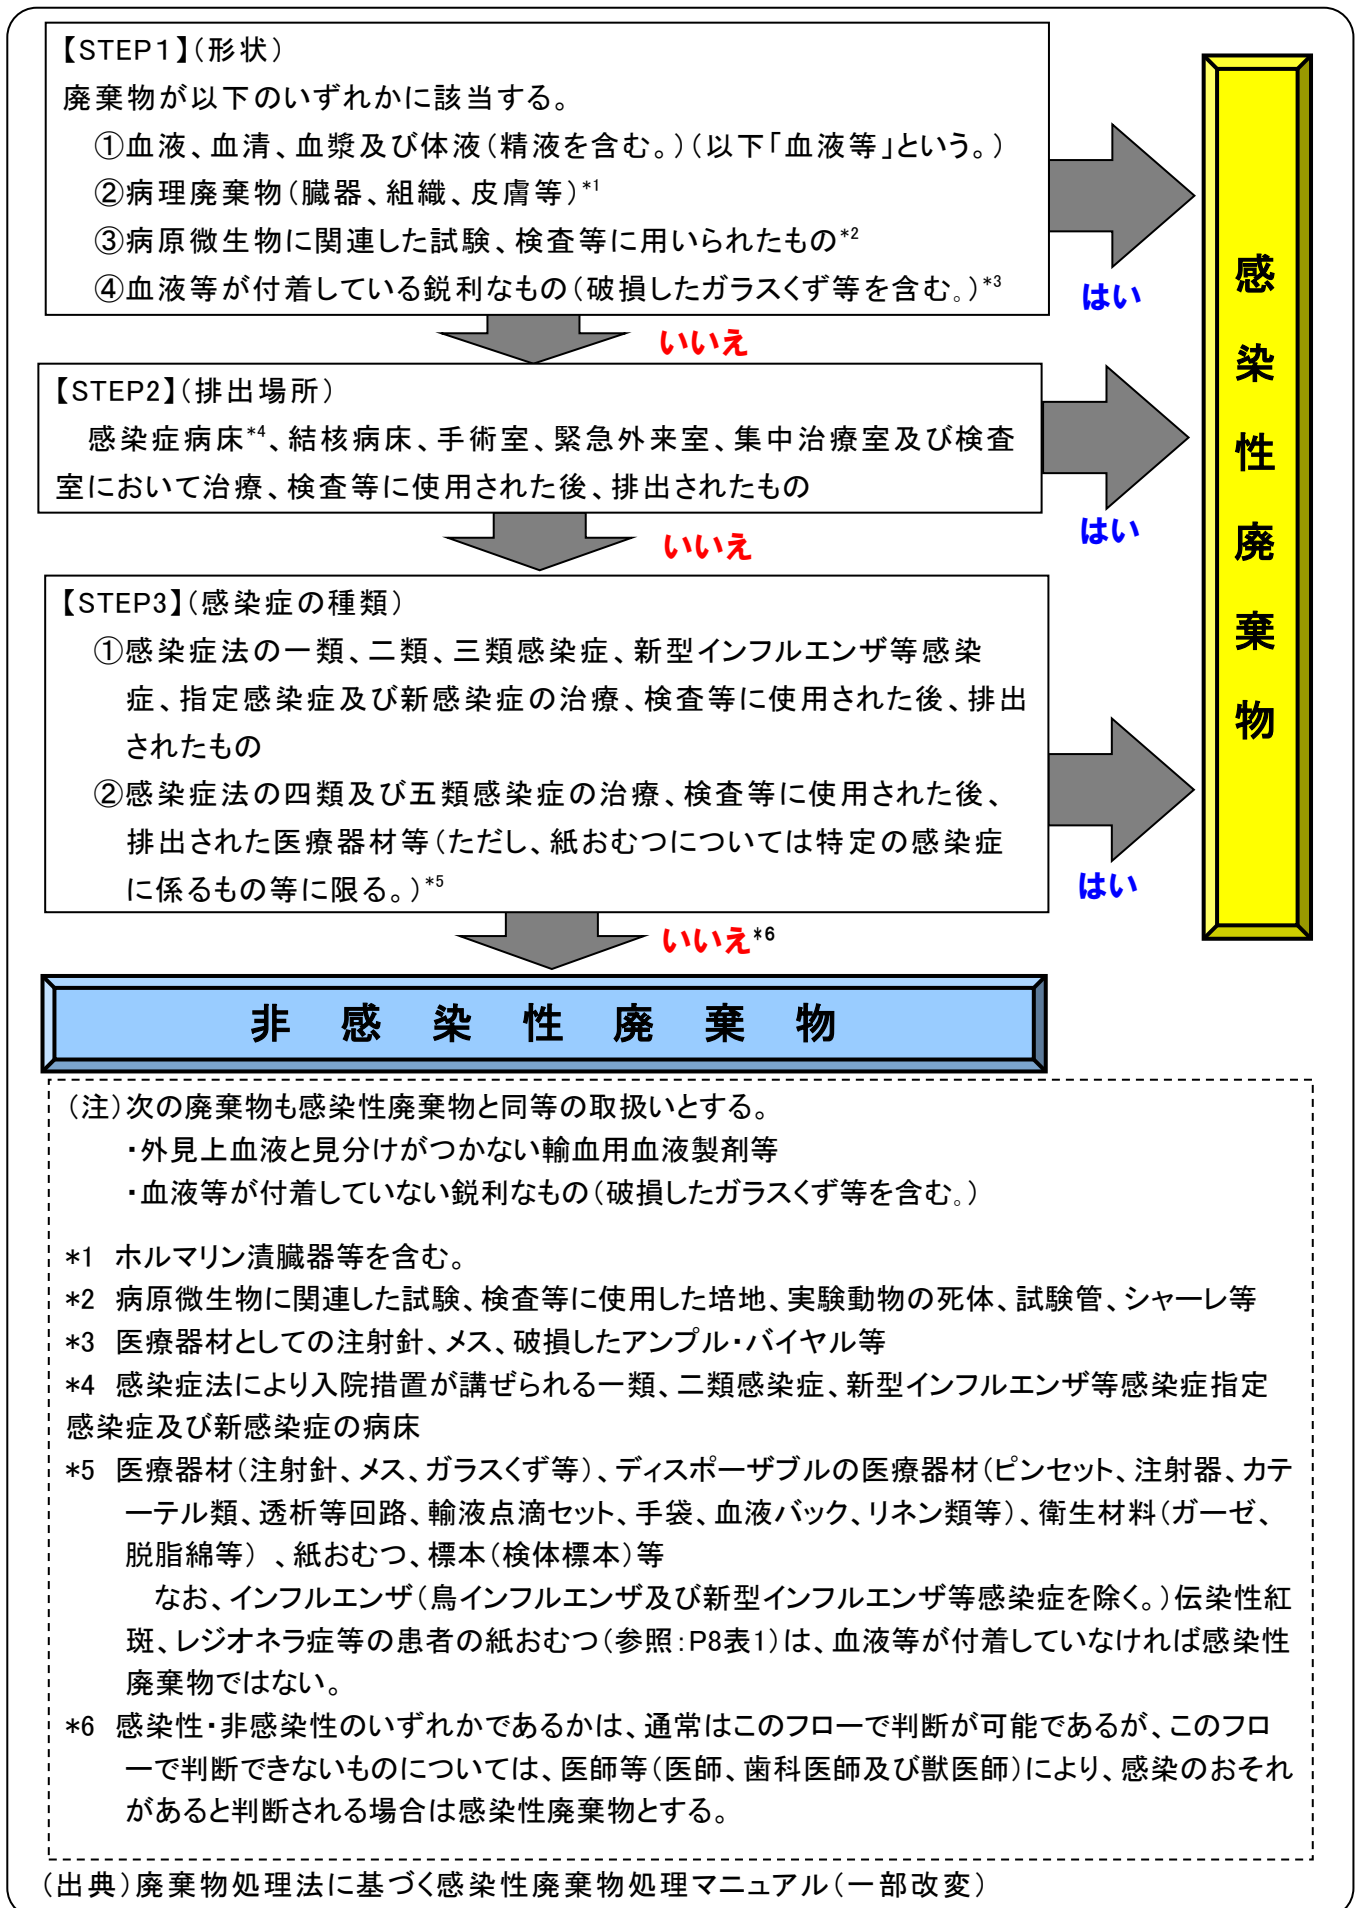 【STEP1】(形状)
廃棄物が以下のいずれかに該当する。
①血液、血清、血漿及び体液(精液を含む。)(以下「血液等」という。)
②病理廃棄物(臓器、組織、皮膚等)*1
③病原微生物に関連した試験、検査等に用いられたもの*2
④血液等が付着している鋭利なもの(破損したガラスくず等を含む。)*3
はい
いいえ
【STEP2】(排出場所)
感染症病床*4、結核病床、手術室、緊急外来室、集中治療室及び検査
室において治療、検査等に使用された後、排出されたもの
はい
いいえ
【STEP3】(感染症の種類)
①感染症法の一類、二類、三類感染症、新型インフルエンザ等感染
症、指定感染症及び新感染症の治療、検査等に使用された後、排出
されたもの
②感染症法の四類及び五類感染症の治療、検査等に使用された後、
排出された医療器材等(ただし、紙おむつについては特定の感染症
に係るもの等に限る。)*5
はい
いいえ*6
感染性廃棄物
非感染性廃棄物
(注)次の廃棄物も感染性廃棄物と同等の取扱いとする。
・外見上血液と見分けがつかない輸血用血液製剤等
・血液等が付着していない鋭利なもの(破損したガラスくず等を含む。)
*1 ホルマリン漬臓器等を含む。
*2 病原微生物に関連した試験、検査等に使用した培地、実験動物の死体、試験管、シャーレ等
*3 医療器材としての注射針、メス、破損したアンプル・バイヤル等
*4 感染症法により入院措置が講ぜられる一類、二類感染症、新型インフルエンザ等感染症指定
感染症及び新感染症の病床
*5 医療器材(注射針、メス、ガラスくず等)、ディスポーザブルの医療器材(ピンセット、注射器、カテ
ーテル類、透析等回路、輸液点滴セット、手袋、血液バック、リネン類等)、衛生材料(ガーゼ、
脱脂綿等) 、紙おむつ、標本(検体標本)等
なお、インフルエンザ(鳥インフルエンザ及び新型インフルエンザ等感染症を除く。)伝染性紅
斑、レジオネラ症等の患者の紙おむつ(参照:P8表1)は、血液等が付着していなければ感染性
廃棄物ではない。
*6 感染性・非感染性のいずれかであるかは、通常はこのフローで判断が可能であるが、このフロ
ーで判断できないものについては、医師等(医師、歯科医師及び獣医師)により、感染のおそれ
があると判断される場合は感染性廃棄物とする。
(出典)廃棄物処理法に基づく感染性廃棄物処理マニュアル(一部改変)